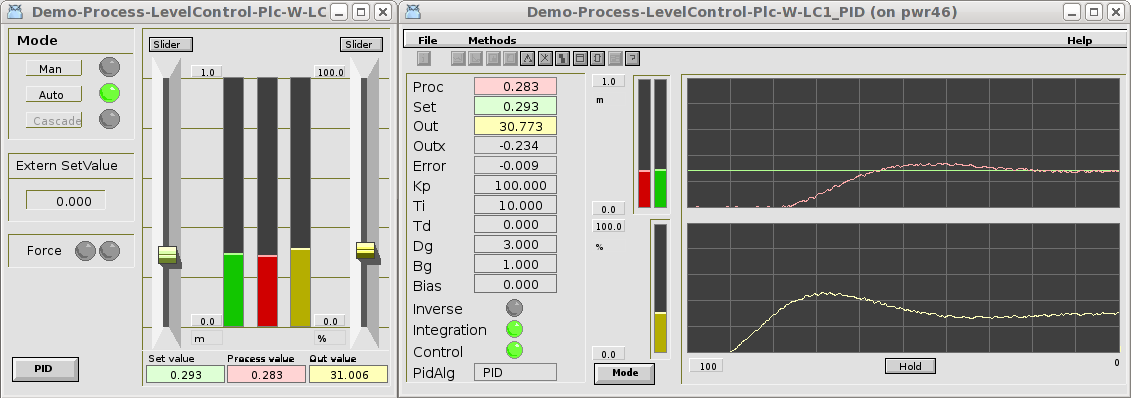 Demo-Process-LevelControl-Plc-W-LC
Mode
Man
Auto
Cascade
Extern SetValue
0.000
Force
PID
Slider
Slider
1.0
100.0
0.0
0.0
m
%
Set value
Process value
Out value
0.293
0.283
31.006
Demo-Process-LevelControl-Plc-W-LC1_PID (on pwr46)
File
Methods
Help
Proc 0.283
Set 0.293
Out 30.773
Outx -0.234
Error -0.009
Kp 100.000
Ti 10.000
Td 0.000
Dg 3.000
Bg 1.000
Bias 0.000
Inverse
Integration
Control
PidAlg PID
1.0
m
0.0
100.0
%
0.0
Mode
100
Hold
0